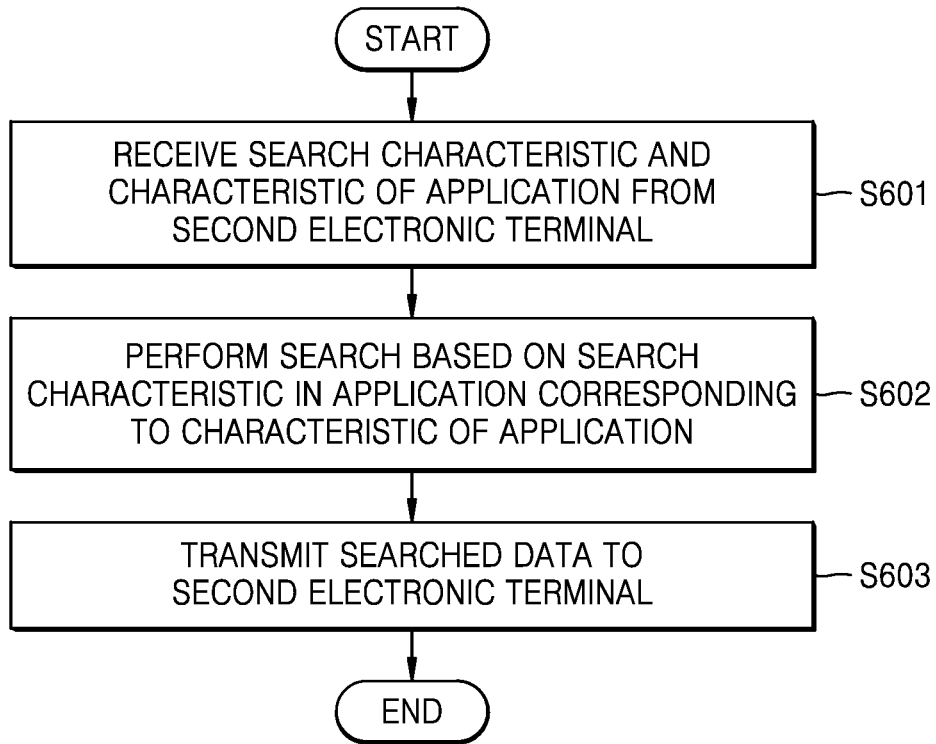 START
RECEIVE SEARCH CHARACTERISTIC AND
CHARACTERISTIC OF APPLICATION FROM
SECOND ELECTRONIC TERMINAL
S601
PERFORM SEARCH BASED ON SEARCH
CHARACTERISTIC IN APPLICATION CORRESPONDING
TO CHARACTERISTIC OF APPLICATION
S602
TRANSMIT SEARCHED DATA TO
SECOND ELECTRONIC TERMINAL
S603
END